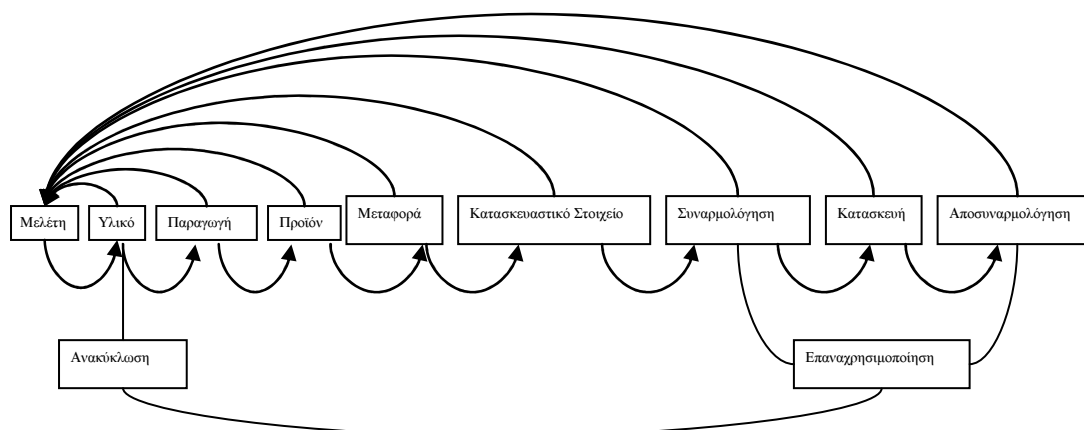 Μελέτη
Υλικό
Παραγωγή
Προϊόν
Μεταφορά
Κατασκευαστικό Στοιχείο
Συναρμολόγηση
Κατασκευή
Αποσυναρμολόγηση
Ανακύκλωση
Επαναχρησιμοποίηση